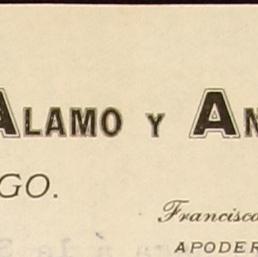 ALAMO Y AN
GO.
Francisco
APODER